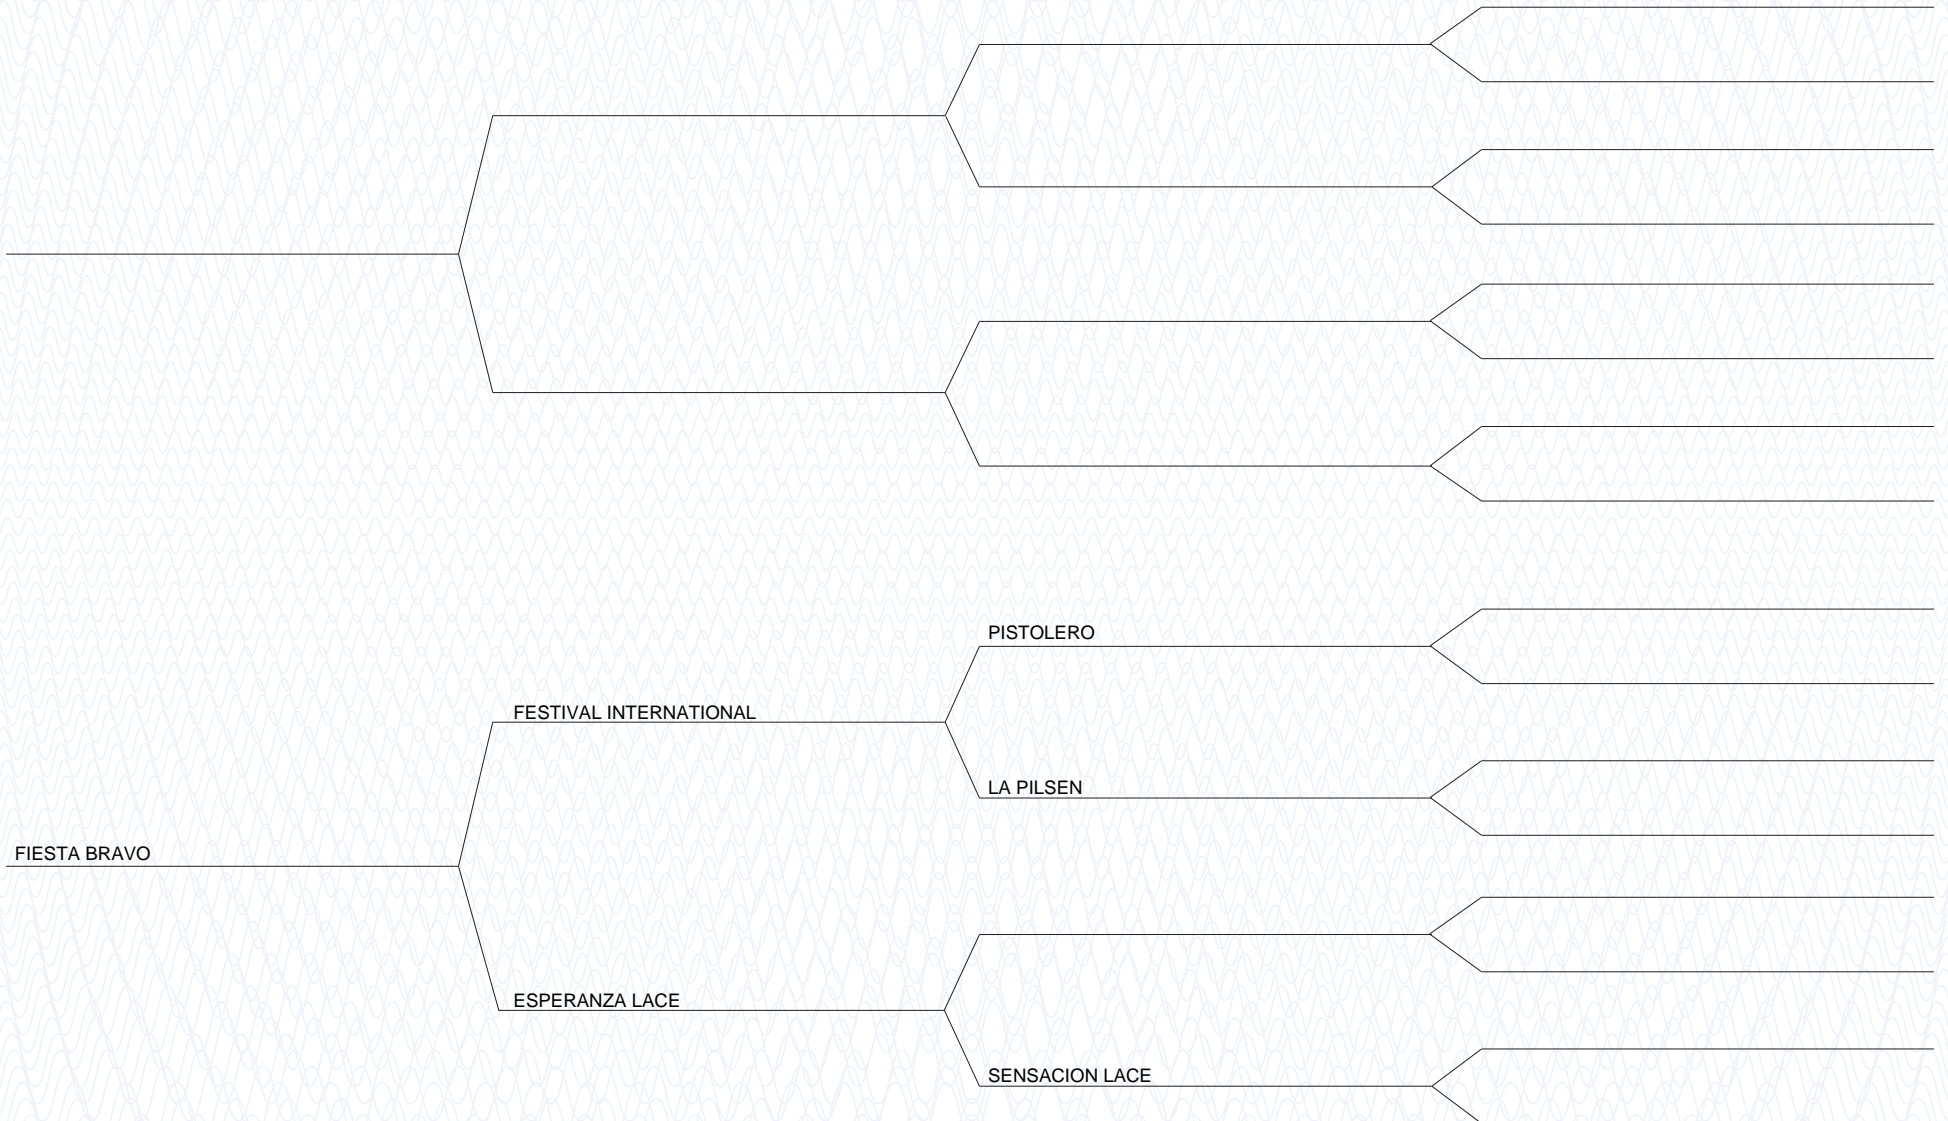 PISTOLERO
FESTIVAL INTERNATIONAL
LA PILSEN
FIESTA BRAVO
ESPERANZA LACE
SENSACION LACE